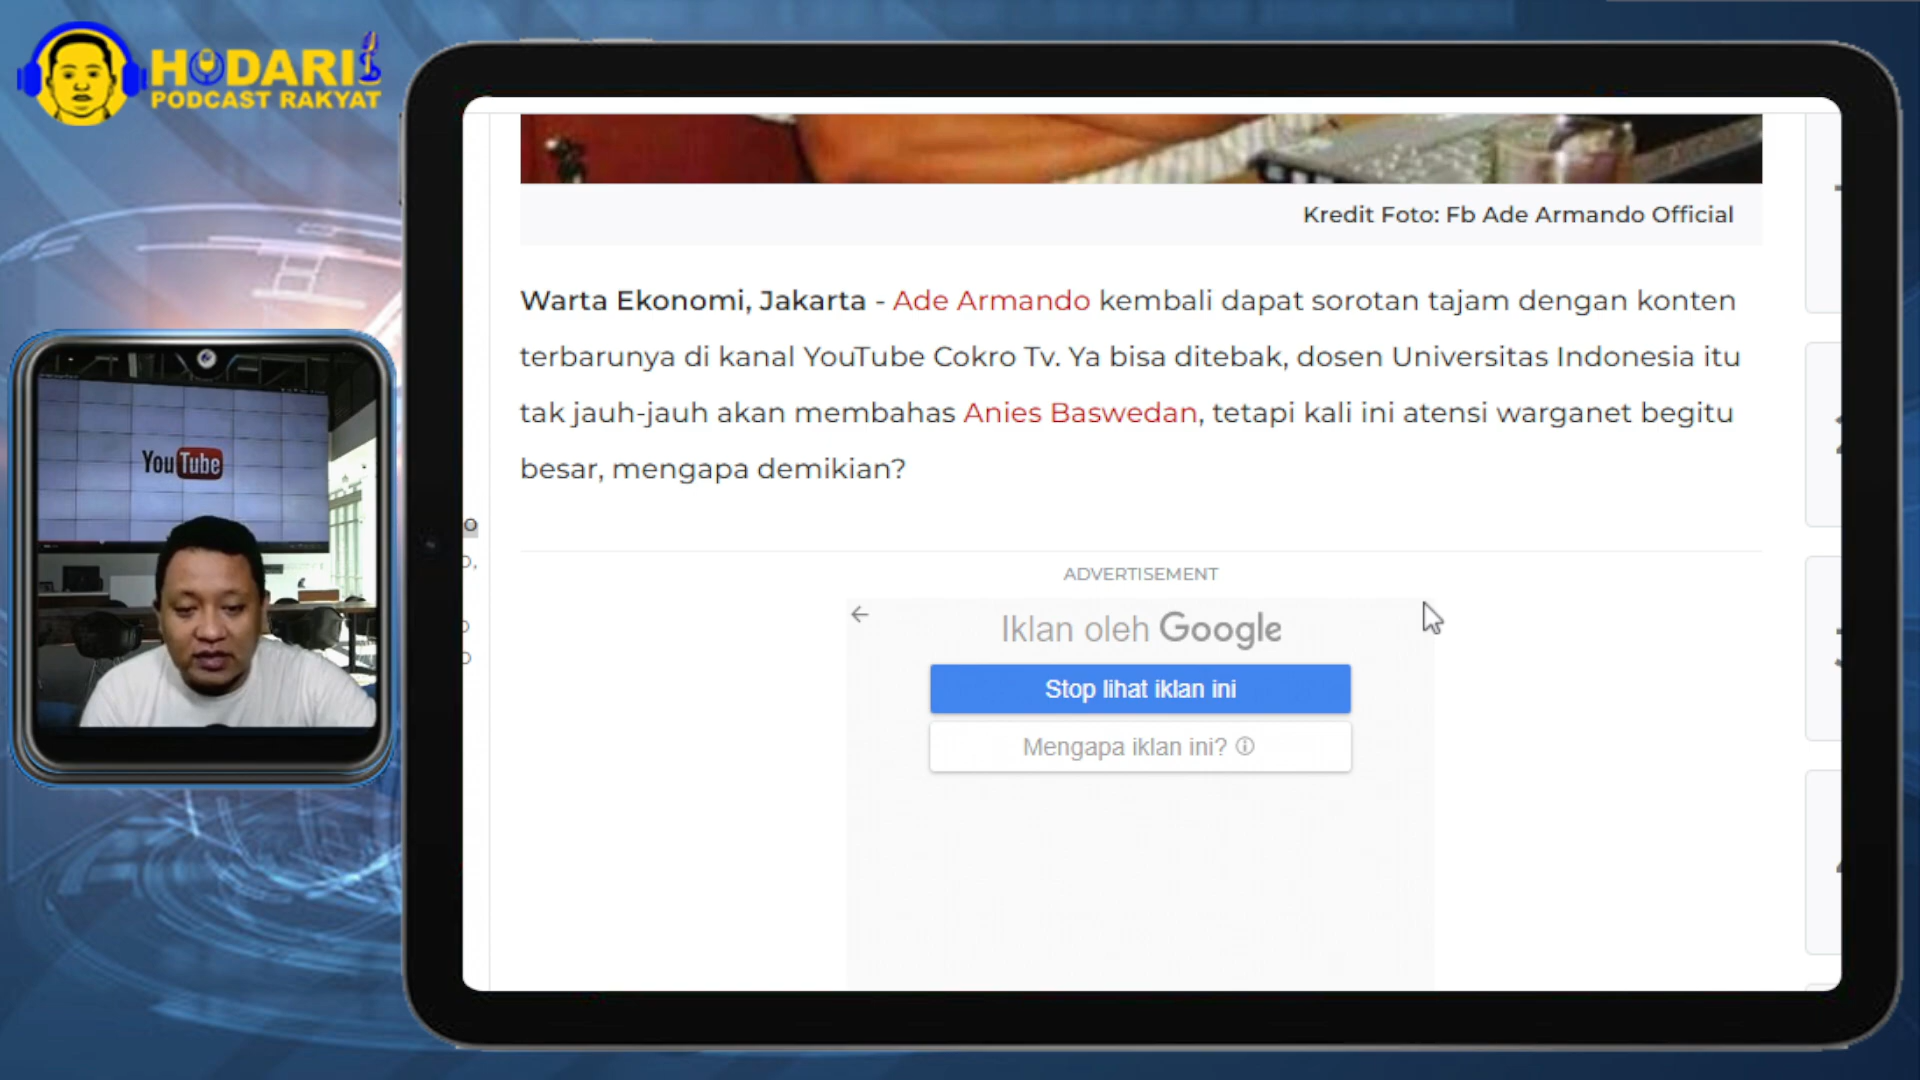 HODARI
PODCAST RAKYAT
YouTube
Kredit Foto: Fb Ade Armando Official
Warta Ekonomi, Jakarta - Ade Armando kembali dapat sorotan tajam dengan konten
terbarunya di kanal YouTube Cokro Tv. Ya bisa ditebak, dosen Universitas Indonesia itu
tak jauh-jauh akan membahas Anies Baswedan, tetapi kali ini atensi warganet begitu
besar, mengapa demikian?
ADVERTISEMENT
Iklan oleh Google
Stop lihat iklan ini
Mengapa iklan ini?